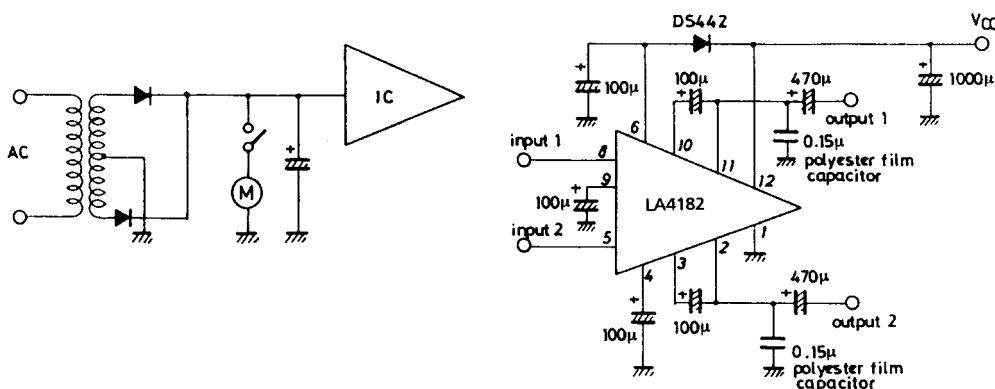 AC
M
IC
DS442
VCC
100μ
100μ
470μ
1000μ
output 1
0.15μ
polyester film
capacitor
input 1
input 2
100μ
LA4182
6
8
9
5
4
3
2
1
10
11
12
100μ
100μ
470μ
output 2
0.15μ
polyester film
capacitor